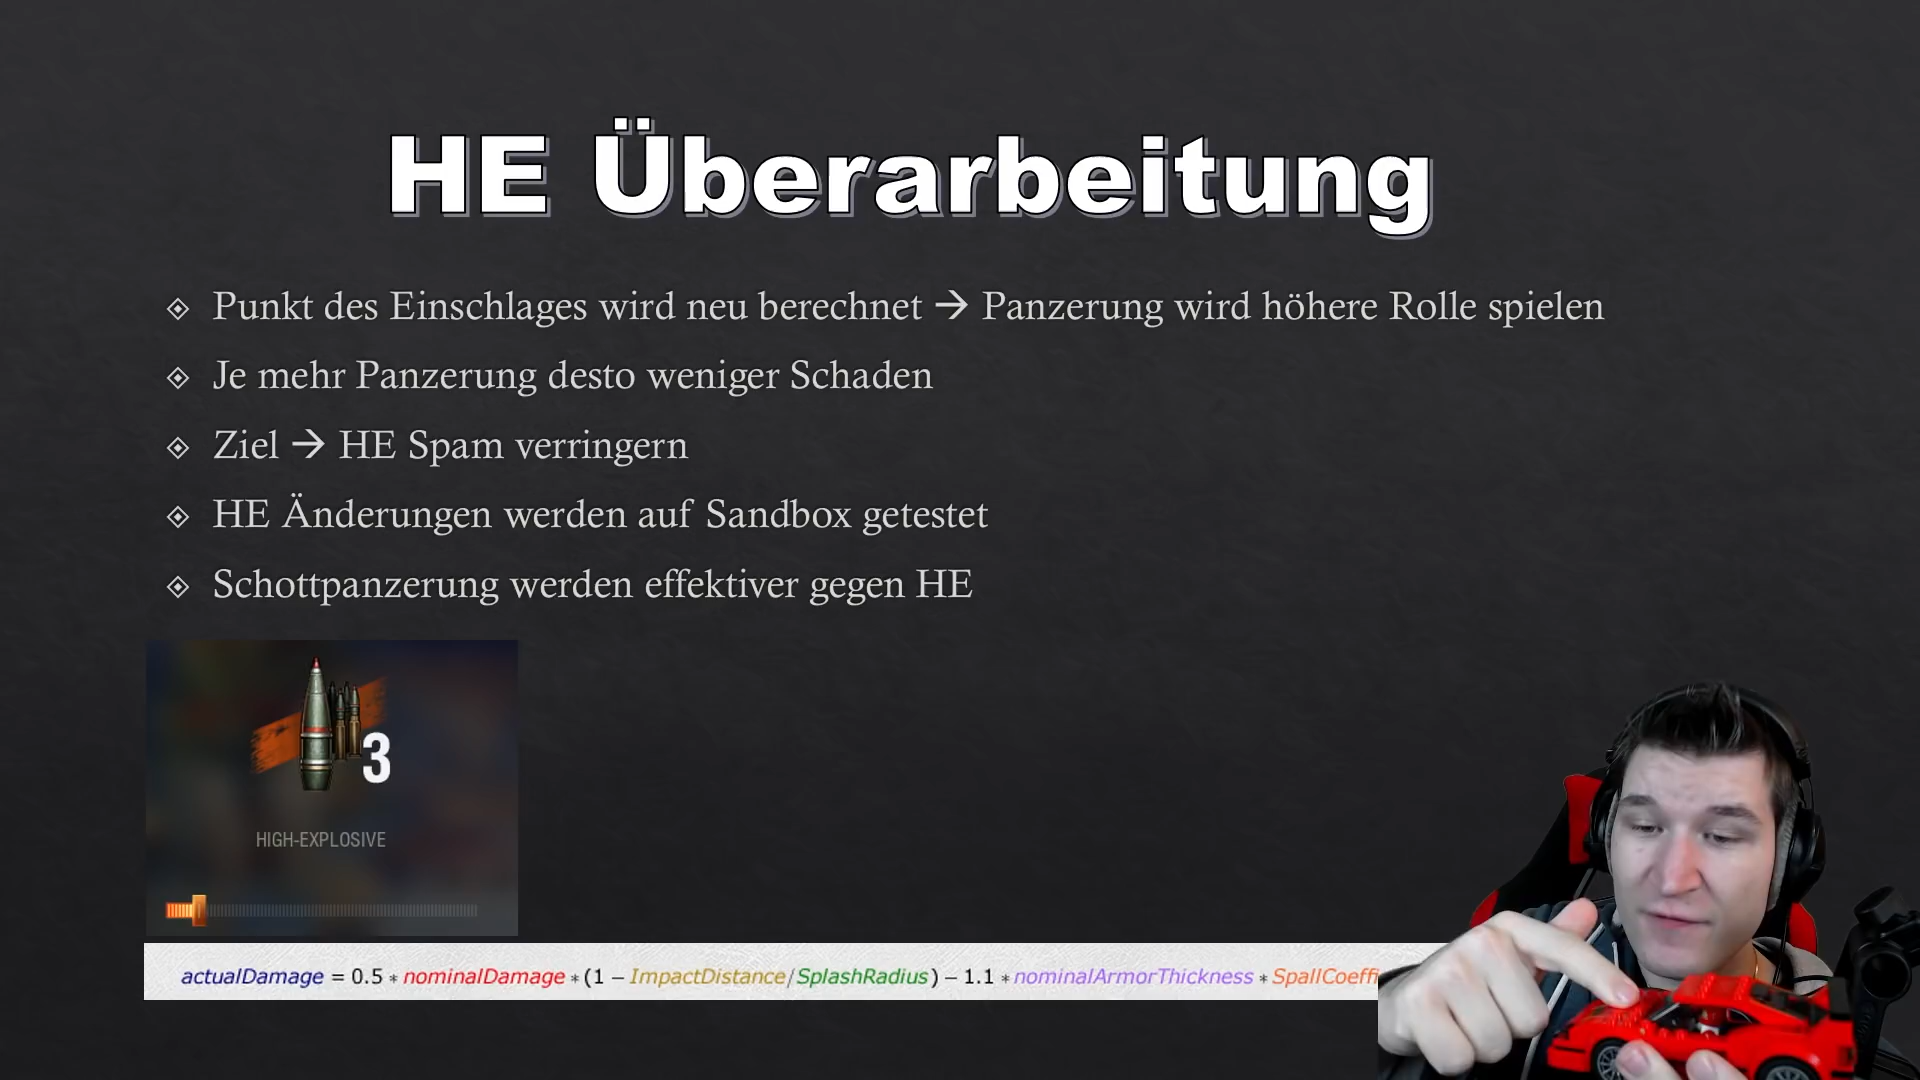 HE Überarbeitung
Punkt des Einschlages wird neu berechnet → Panzerung wird höhere Rolle spielen
Je mehr Panzerung desto weniger Schaden
Ziel → HE Spam verringern
HE Änderungen werden auf Sandbox getestet
Schottpanzerung werden effektiver gegen HE
3
HIGH-EXPLOSIVE
actualDamage = 0.5 * nominalDamage * (1 − ImpactDistance/SplashRadius) − 1.1 * nominalArmorThickness *